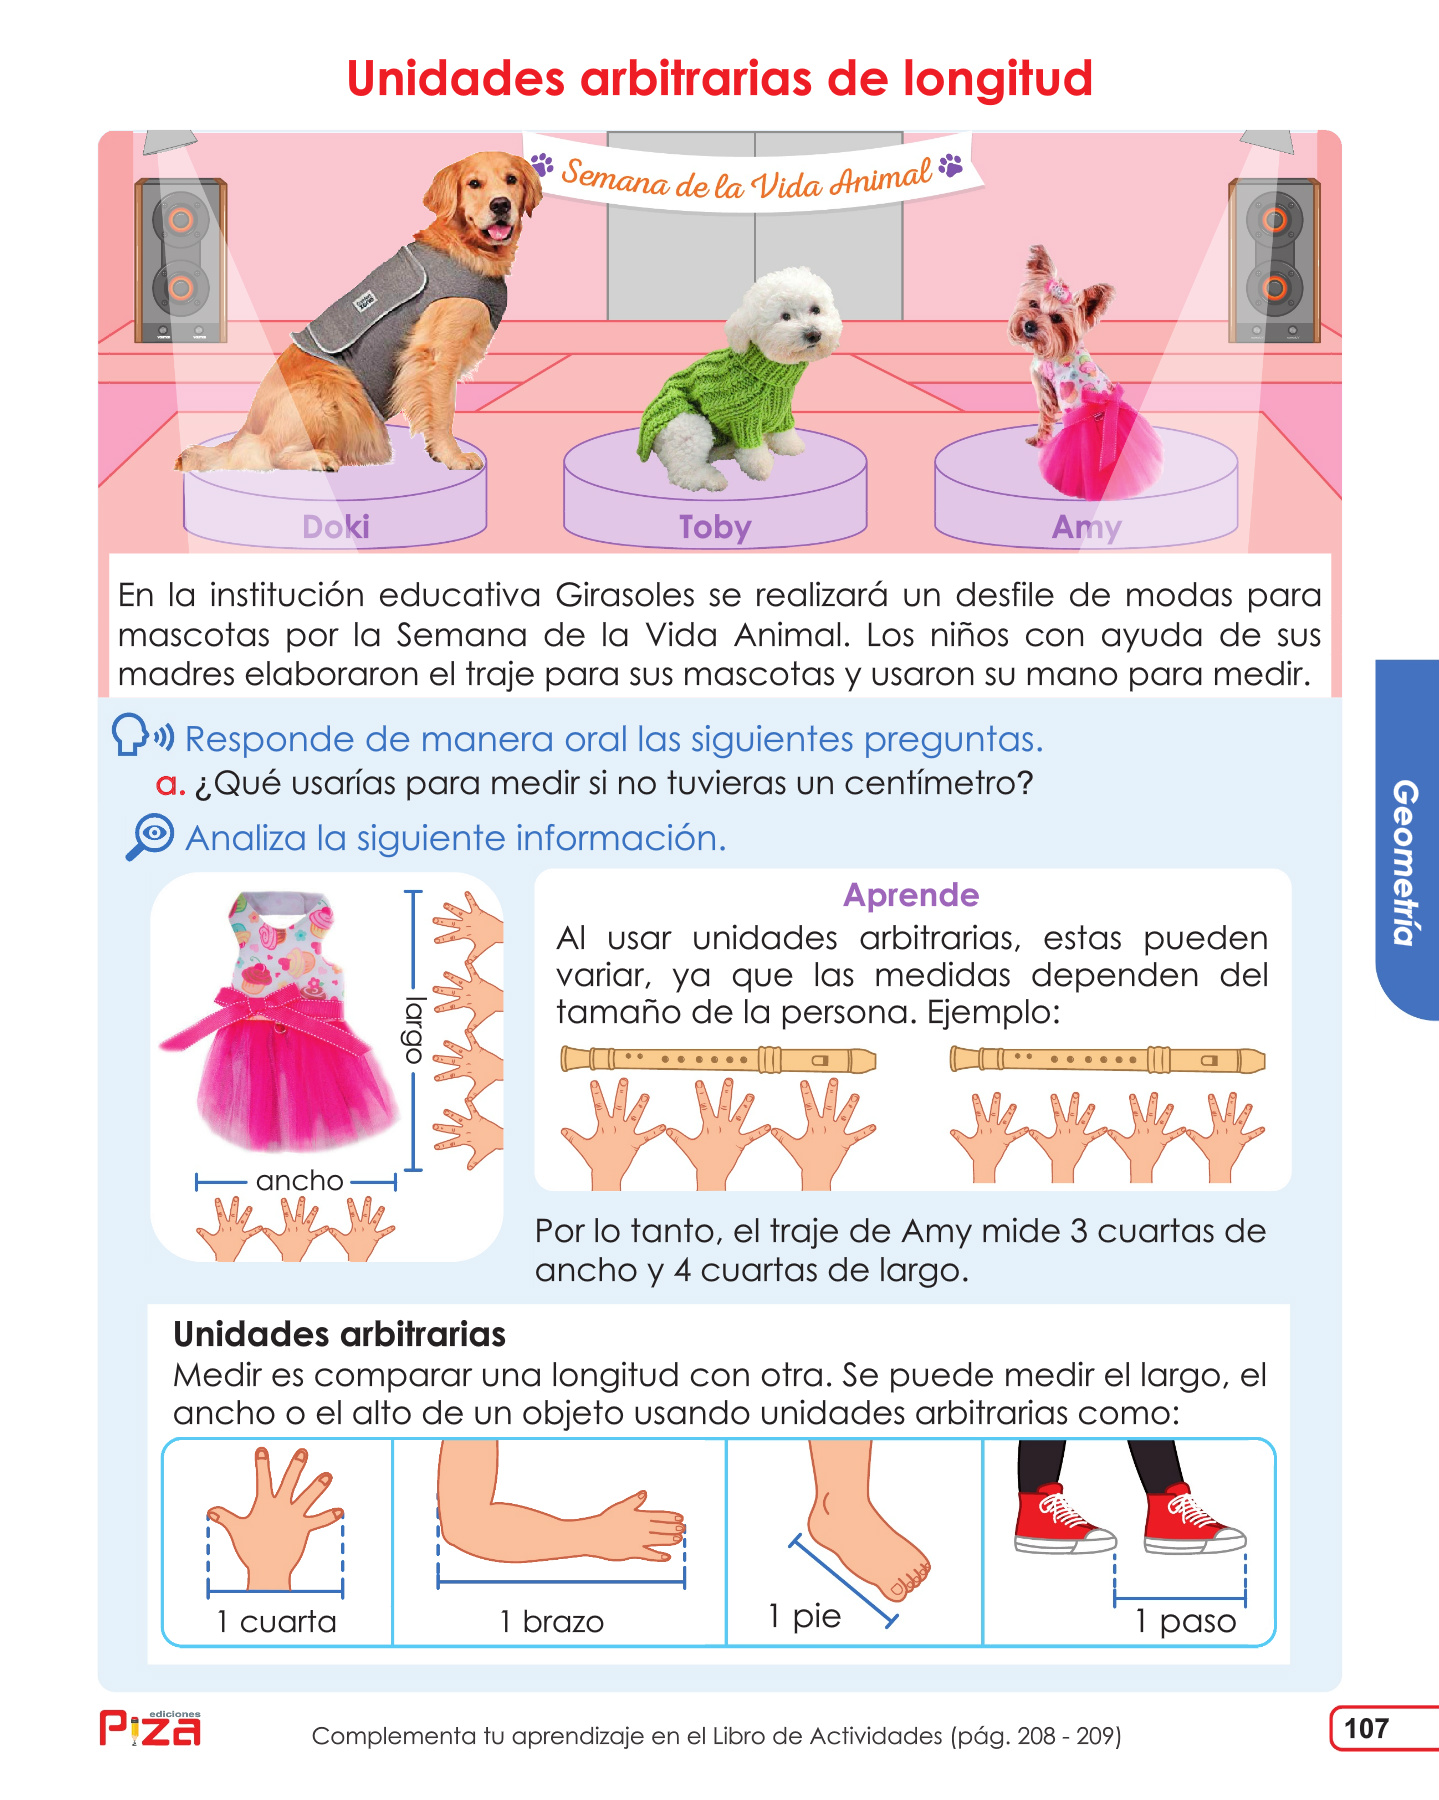 Unidades arbitrarias de longitud
Semana de la Vida Animal
Doki
Toby
Amy
En la institución educativa Girasoles se realizará un desfile de modas para
mascotas por la Semana de la Vida Animal. Los niños con ayuda de sus
madres elaboraron el traje para sus mascotas y usaron su mano para medir.
Responde de manera oral las siguientes preguntas.
a. ¿Qué usarías para medir si no tuvieras un centímetro?
Analiza la siguiente información.
largo
ancho
Aprende
Al usar unidades arbitrarias, estas pueden
variar, ya que las medidas dependen del
tamaño de la persona. Ejemplo:
Por lo tanto, el traje de Amy mide 3 cuartas de
ancho y 4 cuartas de largo.
Geometría
Unidades arbitrarias
Medir es comparar una longitud con otra. Se puede medir el largo, el
ancho o el alto de un objeto usando unidades arbitrarias como:
1 cuarta
1 brazo
1 pie
1 paso
ediciones
Piza
Complementa tu aprendizaje en el Libro de Actividades (pág. 208 - 209)
107